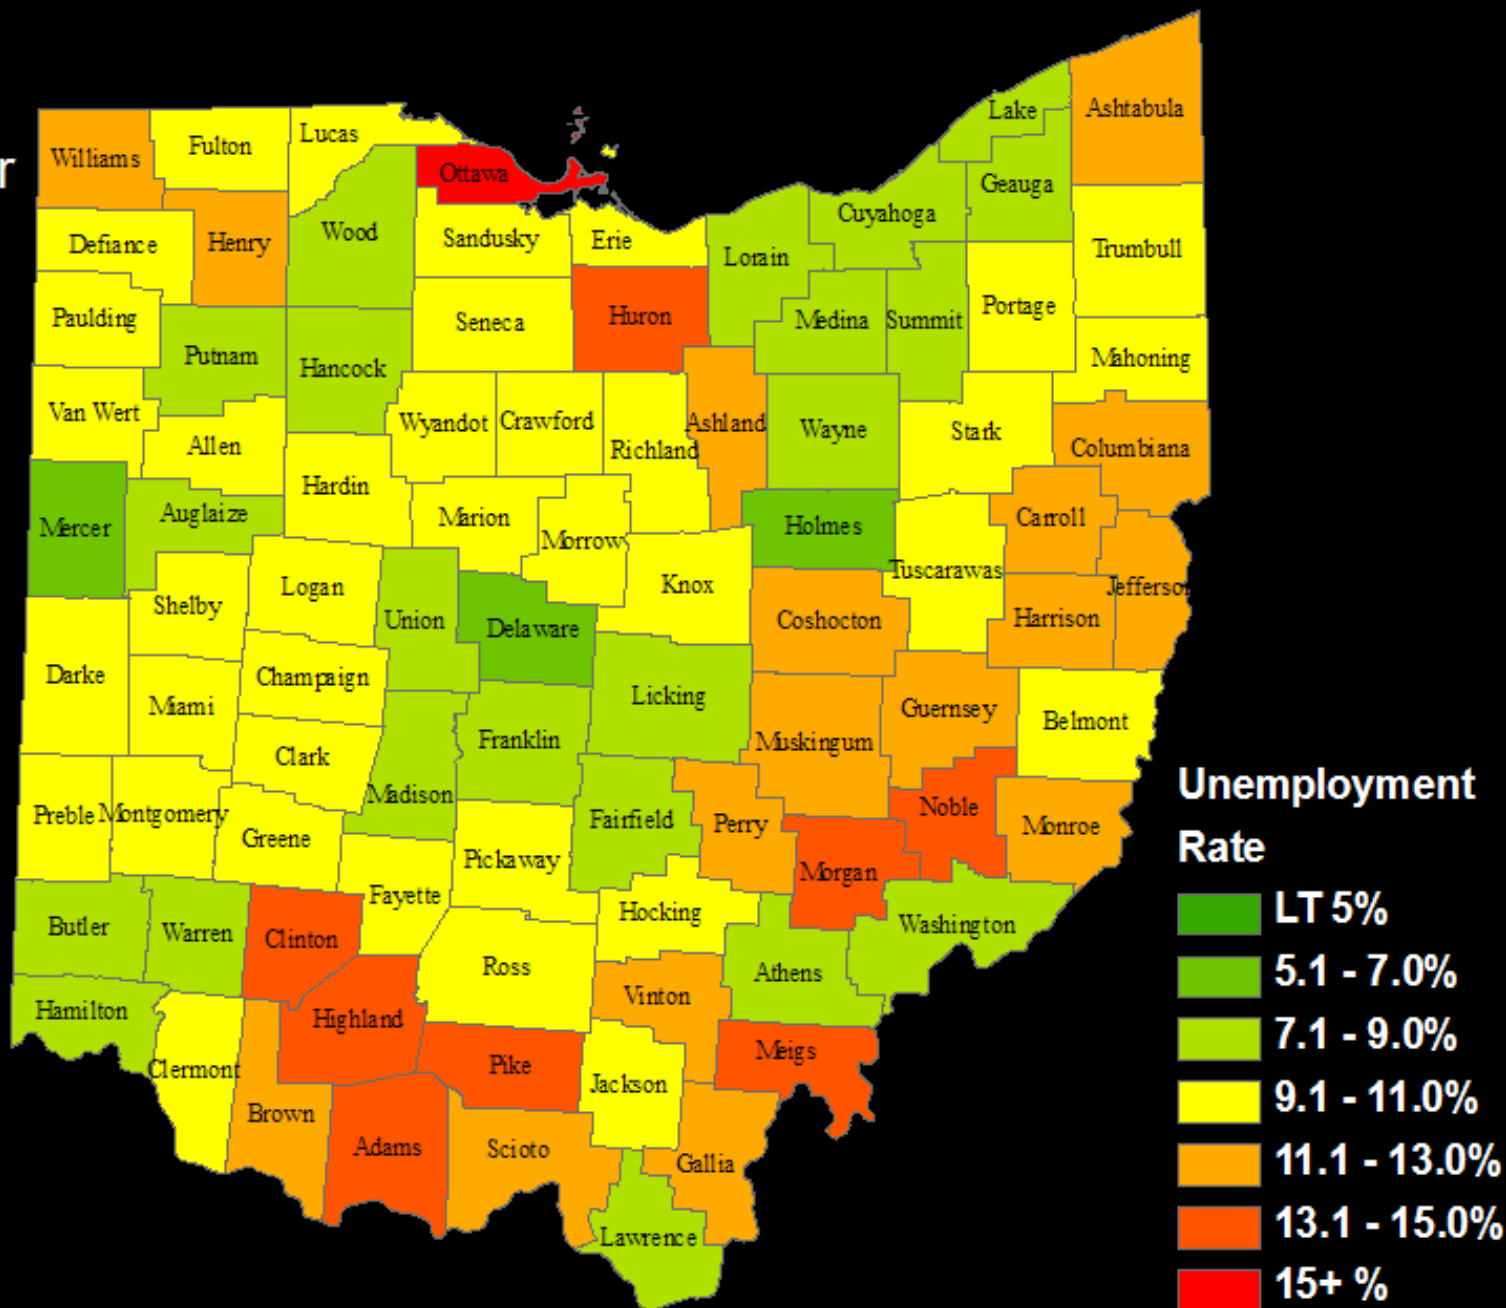 r
Lake
Ashtabula
Williams
Fulton
Lucas
Ottawa
Geauga
Cuyahoga
Defiance
Henry
Wood
Sandusky
Erie
Lorain
Trumbull
Paulding
Seneca
Huron
Medina
Summit
Portage
Putnam
Hancock
Mahoning
Van Wert
Allen
Wyandot
Crawford
Richland
Ashland
Wayne
Stark
Columbiana
Hardin
Mercer
Auglaize
Marion
Morrow
Holmes
Carroll
Logan
Knox
Tuscarawas
Jefferso
Shelby
Union
Delaware
Coshocton
Harrison
Darke
Champaign
Licking
Miami
Guernsey
Belmont
Clark
Franklin
Muskingum
Madison
Preble
Montgomery
Greene
Fairfield
Perry
Noble
Monroe
Pickaway
Morgan
Fayette
Hocking
Butler
Warren
Clinton
Washington
Ross
Athens
Hamilton
Highland
Vinton
Clermont
Pike
Jackson
Meigs
Brown
Adams
Scioto
Gallia
Lawrence
Unemployment
Rate
LT 5%
5.1 - 7.0%
7.1 - 9.0%
9.1 - 11.0%
11.1 - 13.0%
13.1 - 15.0%
15+ %